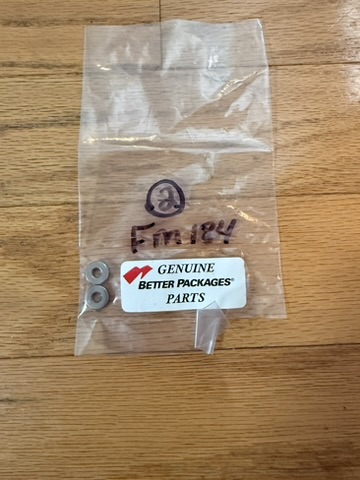 2
FM184
GENUINE
BETTER PACKAGES®
PARTS